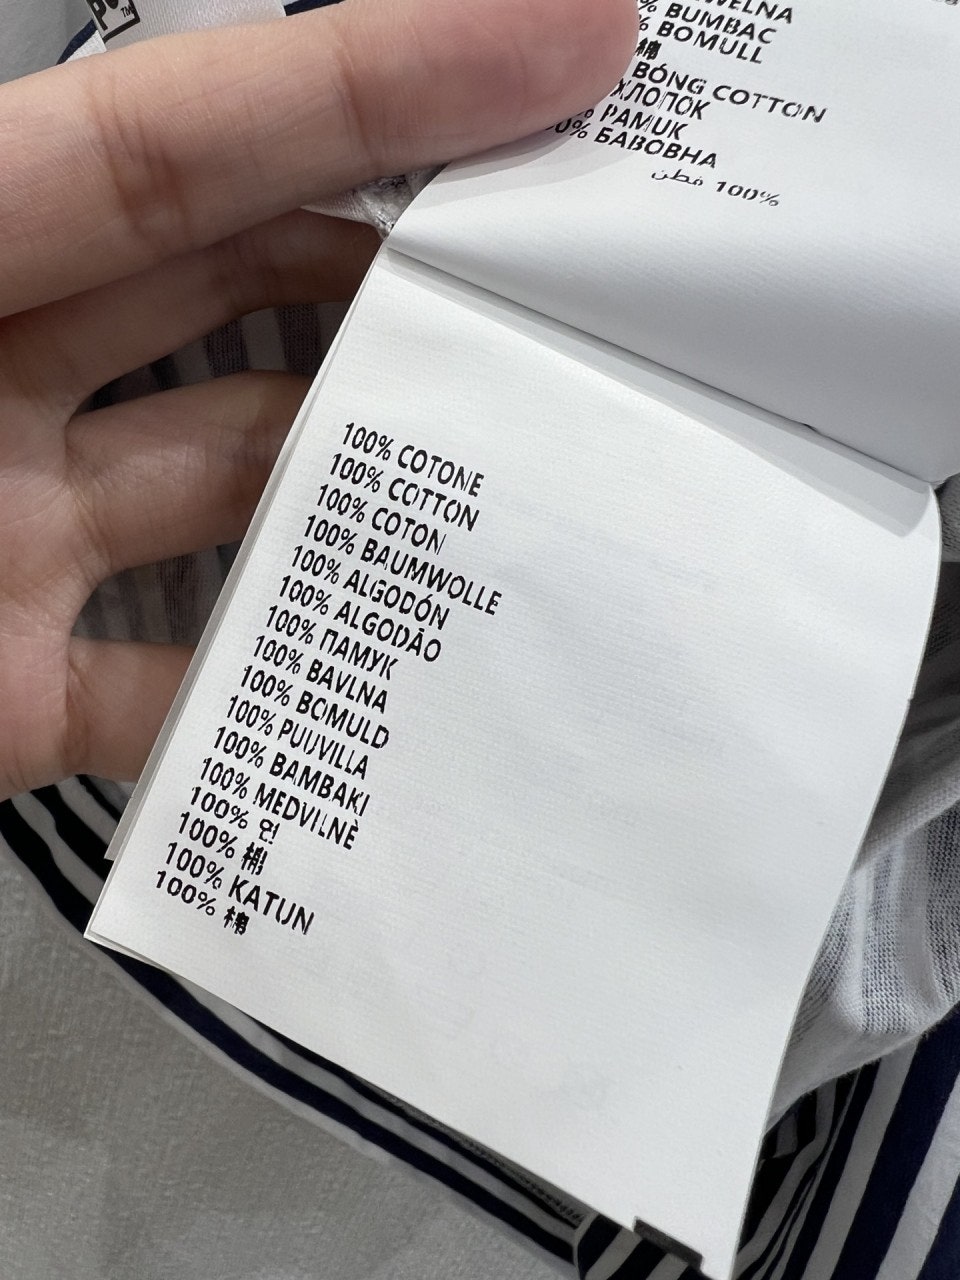 BUMBAC
BOMULL
棉
BÔNG COTTON
ХЛОПОК
PAMUK
% БАВОВНА
100% قطن
100% COTONE
100% COTTON
100% COTON
100% BAUMWOLLE
100% ALGODÓN
100% ALGODÃO
100% ПАМУК
100% BAVLNA
100% BOMULD
100% PUUVILLA
100% BAMBAKI
100% MEDVILNĖ
100% 면
100% 棉
100% KATUN
100% 棉